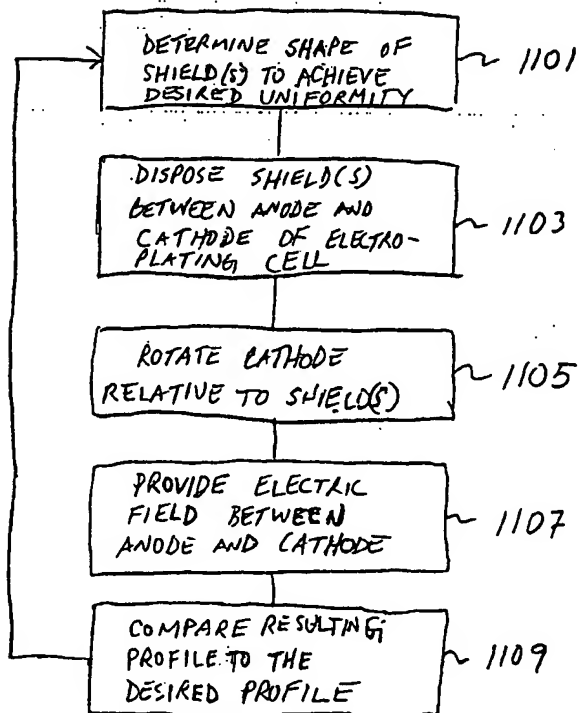 DETERMINE SHAPE OF
SHIELD(S) TO ACHIEVE
DESIRED UNIFORMITY
1101
DISPOSE SHIELD(S)
BETWEEN ANODE AND
CATHODE OF ELECTRO-
PLATING CELL
1103
ROTATE CATHODE
RELATIVE TO SHIELD(S)
1105
PROVIDE ELECTRIC
FIELD BETWEEN
ANODE AND CATHODE
1107
COMPARE RESULTING
PROFILE TO THE
DESIRED PROFILE
1109